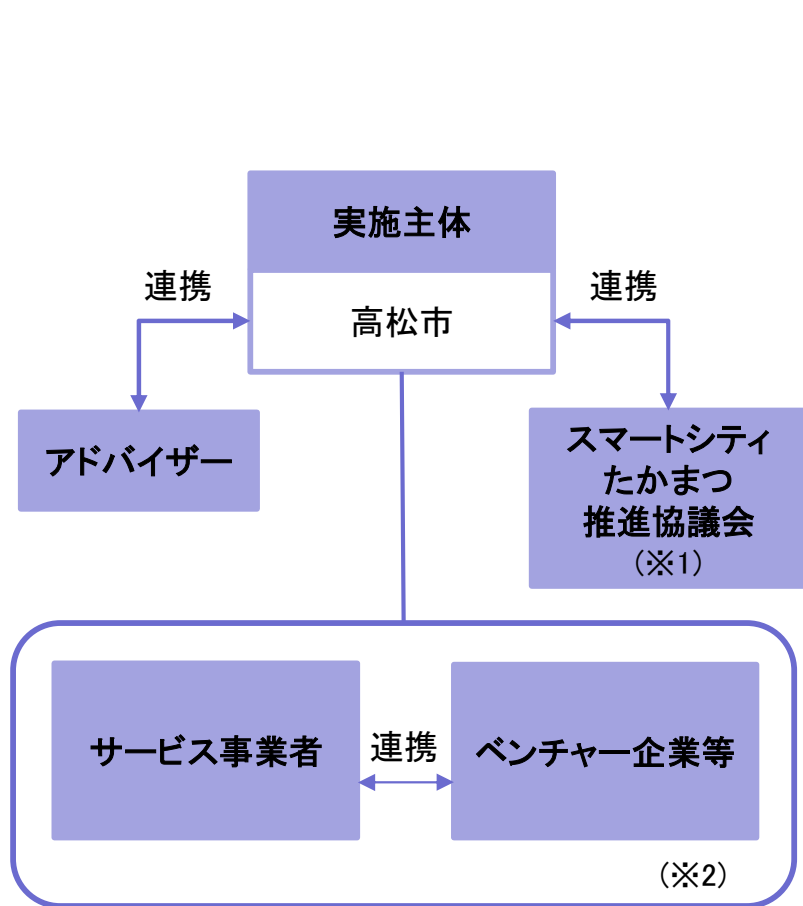 実施主体
連携
連携
高松市
アドバイザー
スマートシティ
たかまつ
推進協議会
(※1)
サービス事業者
連携
ベンチャー企業等
(※2)